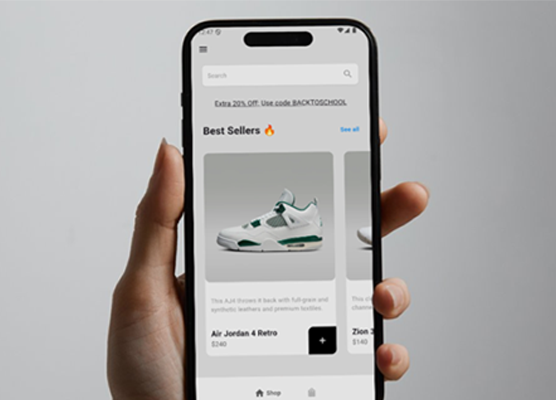 Search
Extra 20% Off: Use code BACKTOSCHOOL
Best Sellers 🔥
See all
This AJ4 throws it back with full-grain and
synthetic leathers and premium textiles.
Air Jordan 4 Retro
$240
+
Zion 3
$140
Shop